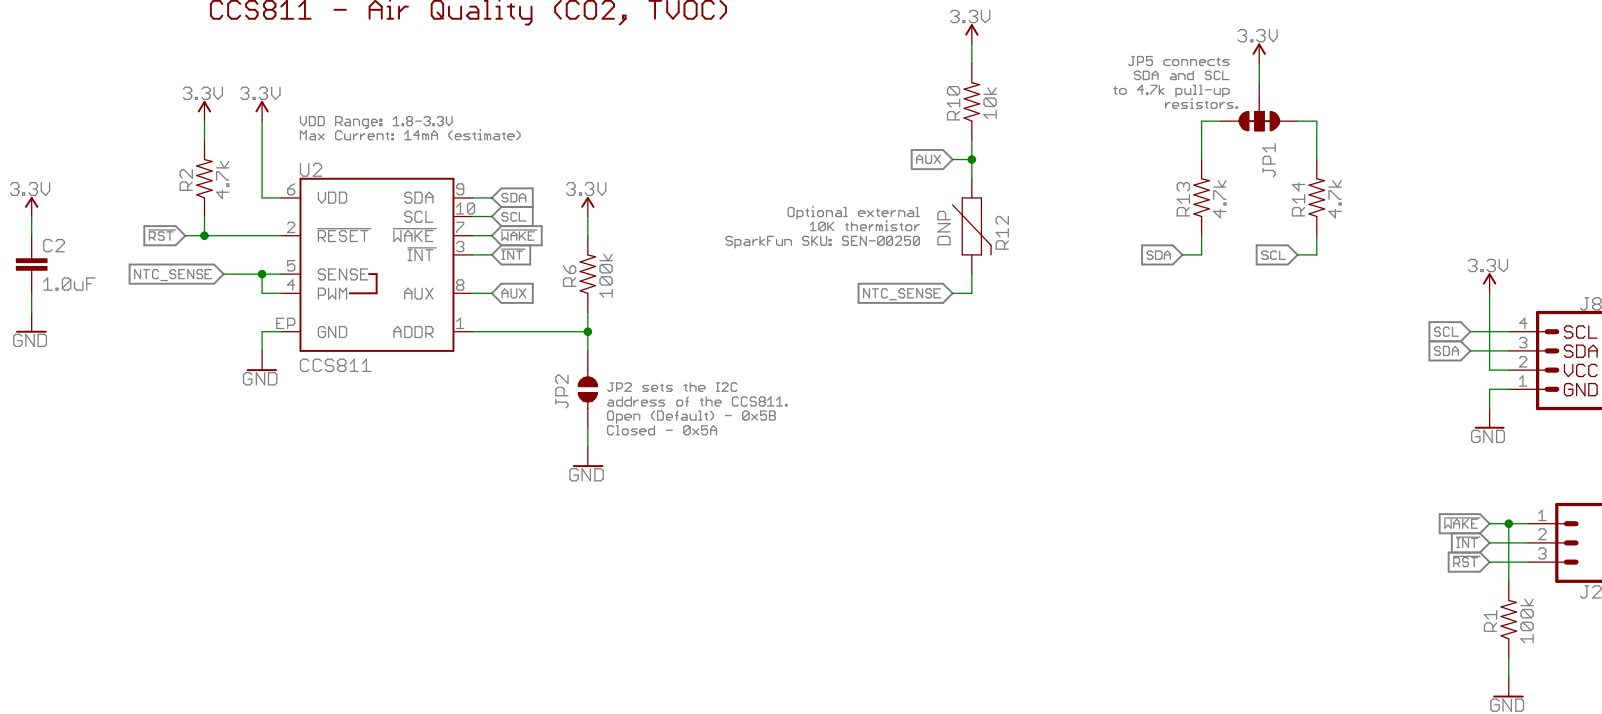 CCS811 - Air Quality (CO2, TVOC)
3.3V
C2
1.0uF
GND
3.3V
3.3V
R2
4.7k
VDD Range: 1.8-3.3V
Max Current: 14mA (estimate)
U2
6 VDD
2 RESET
5 SENSE
4 PWM
EP GND
SDA 9
SCL 10
WAKE 7
INT 3
AUX 8
ADDR 1
CCS811
RST
NTC_SENSE
GND
SDA
SCL
WAKE
INT
AUX
3.3V
R6
100k
JP2
JP2 sets the I2C
address of the CCS811.
Open (Default) - 0x5B
Closed - 0x5A
GND
3.3V
R10
10k
AUX
Optional external
10K thermistor
SparkFun SKU: SEN-00250
DNP
R12
NTC_SENSE
3.3V
JP5 connects
SDA and SCL
to 4.7k pull-up
resistors.
JP1
R13
4.7k
R14
4.7k
SDA
SCL
3.3V
J8
SCL 4 SCL
SDA 3 SDA
2 VCC
1 GND
GND
WAKE 1
INT 2
RST 3
J2
R1
100k
GND